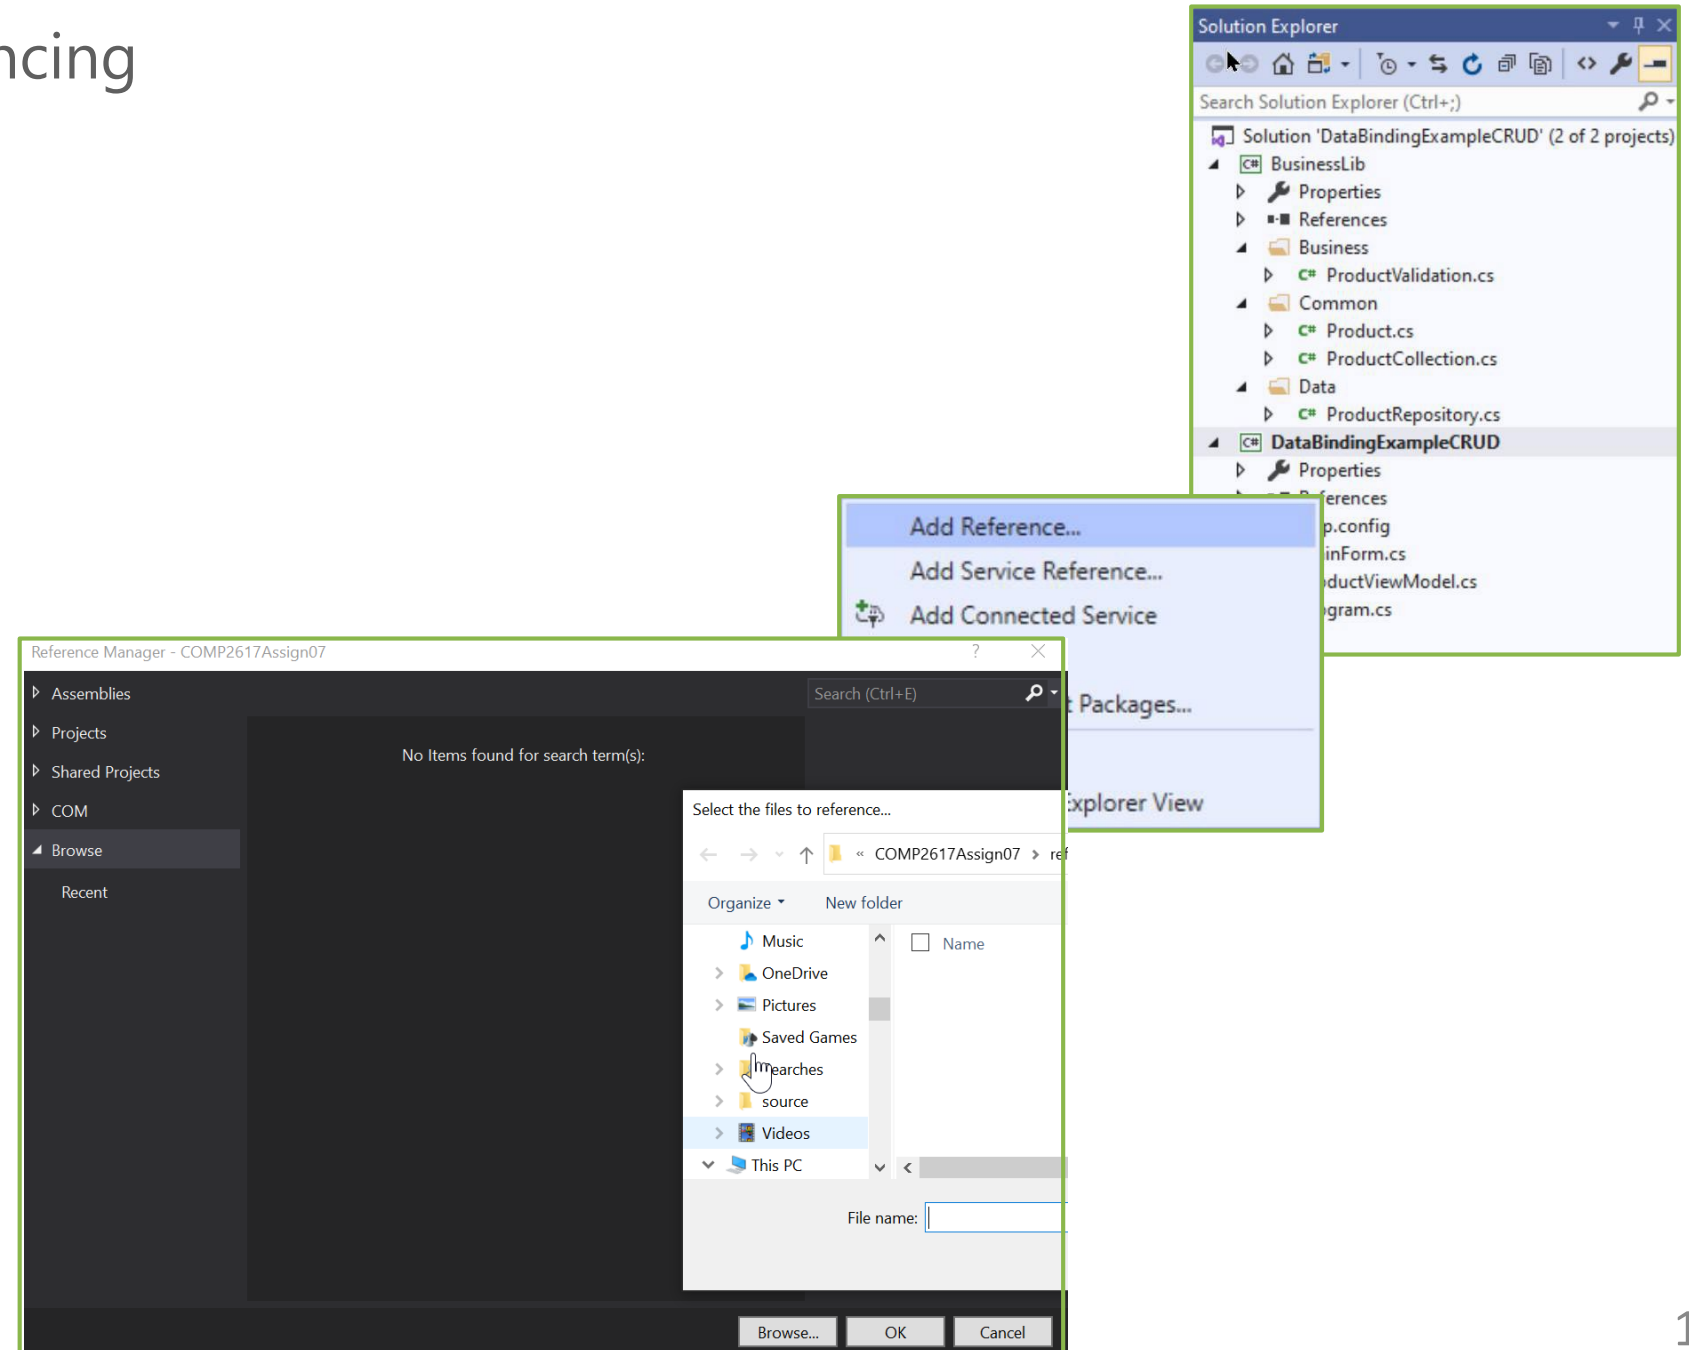 ncing
Solution Explorer
Search Solution Explorer (Ctrl+;)
Solution 'DataBindingExampleCRUD' (2 of 2 projects)
C# BusinessLib
Properties
References
Business
C# ProductValidation.cs
Common
C# Product.cs
C# ProductCollection.cs
Data
C# ProductRepository.cs
C# DataBindingExampleCRUD
Properties
ferences
p.config
inForm.cs
ductViewModel.cs
gram.cs
Add Reference...
Add Service Reference...
Add Connected Service
t Packages...
xplorer View
Reference Manager - COMP2617Assign07
? ×
Assemblies
Search (Ctrl+E)
Projects
No Items found for search term(s):
Shared Projects
COM
Browse
Recent
Select the files to reference...
« COMP2617Assign07 > ref
Organize
New folder
Music
Name
OneDrive
Pictures
Saved Games
earches
source
Videos
This PC
File name:
Browse...
OK
Cancel
1